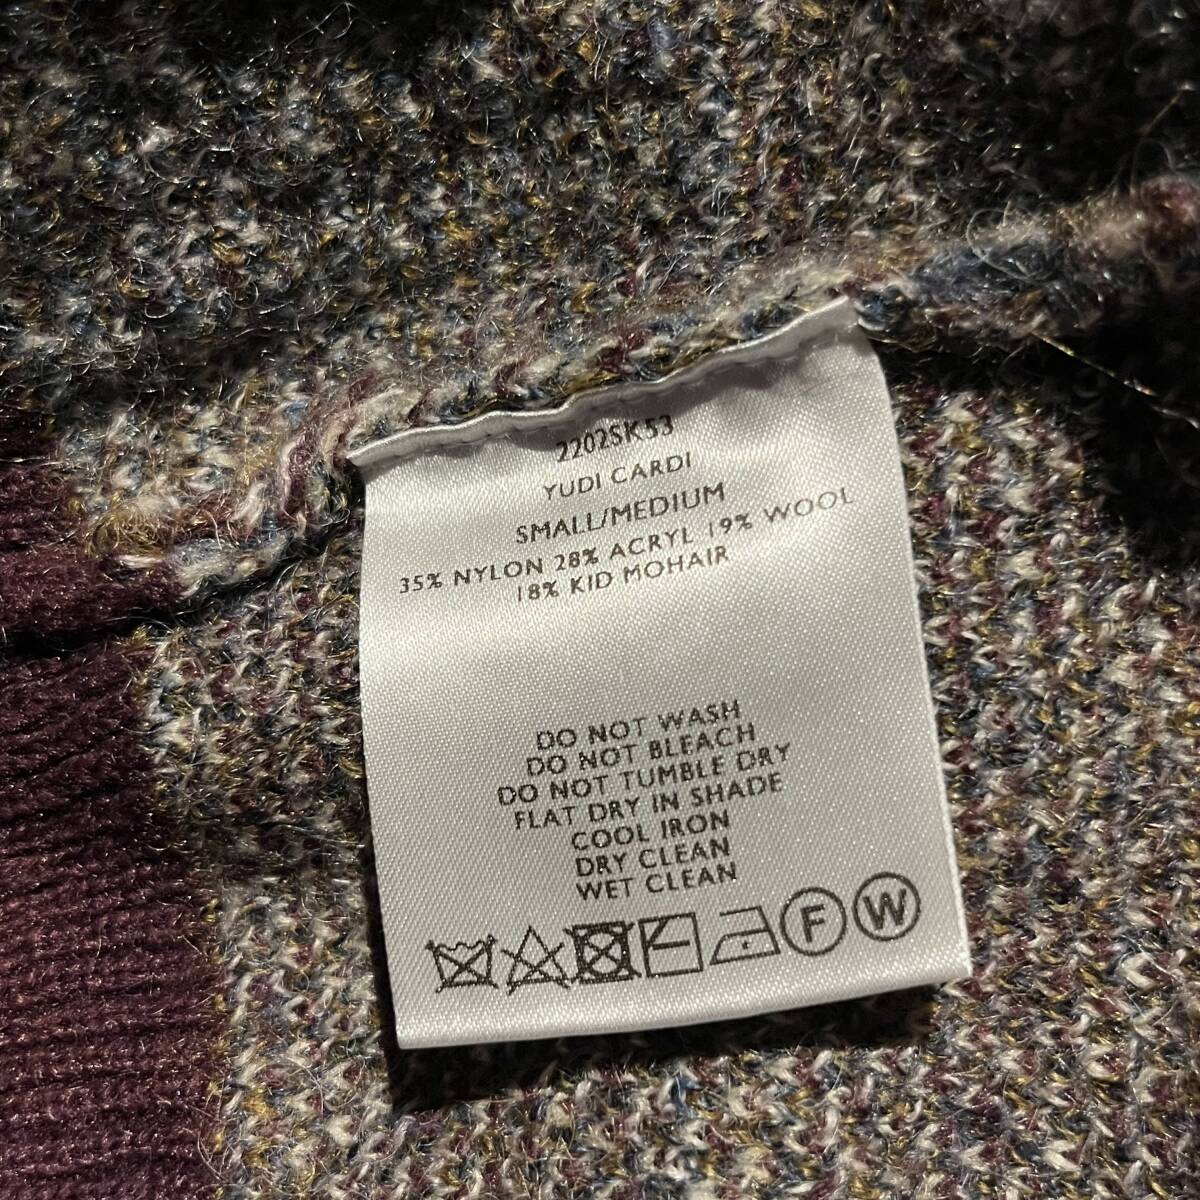 2202SK53
YUDI CARDI
SMALL/MEDIUM
35% NYLON 28% ACRYL 19% WOOL
18% KID MOHAIR
DO NOT WASH
DO NOT BLEACH
DO NOT TUMBLE DRY
FLAT DRY IN SHADE
COOL IRON
DRY CLEAN
WET CLEAN
F W